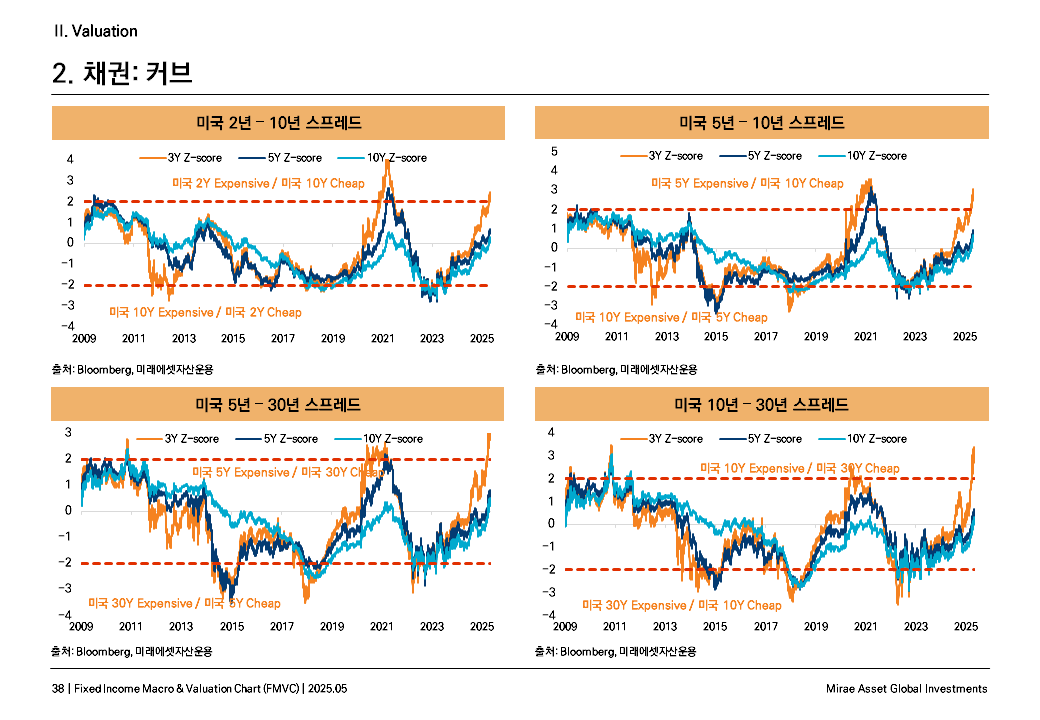 II. Valuation
2. 채권: 커브
미국 2년 – 10년 스프레드
3Y Z-score 5Y Z-score 10Y Z-score
미국 2Y Expensive / 미국 10Y Cheap
4
3
2
1
0
−1
−2
−3
−4
미국 10Y Expensive / 미국 2Y Cheap
2009 2011 2013 2015 2017 2019 2021 2023 2025
출처: Bloomberg, 미래에셋자산운용
미국 5년 – 10년 스프레드
3Y Z-score 5Y Z-score 10Y Z-score
미국 5Y Expensive / 미국 10Y Cheap
5
4
3
2
1
0
−1
−2
−3
−4
미국 10Y Expensive / 미국 5Y Cheap
2009 2011 2013 2015 2017 2019 2021 2023 2025
출처: Bloomberg, 미래에셋자산운용
미국 5년 – 30년 스프레드
3Y Z-score 5Y Z-score 10Y Z-score
미국 5Y Expensive / 미국 30Y Cheap
3
2
1
0
−1
−2
−3
−4
미국 30Y Expensive / 미국 5Y Cheap
2009 2011 2013 2015 2017 2019 2021 2023 2025
출처: Bloomberg, 미래에셋자산운용
미국 10년 – 30년 스프레드
3Y Z-score 5Y Z-score 10Y Z-score
미국 10Y Expensive / 미국 30Y Cheap
4
3
2
1
0
−1
−2
−3
−4
미국 30Y Expensive / 미국 10Y Cheap
2009 2011 2013 2015 2017 2019 2021 2023 2025
출처: Bloomberg, 미래에셋자산운용
38 | Fixed Income Macro & Valuation Chart (FMVC) | 2025.05
Mirae Asset Global Investments